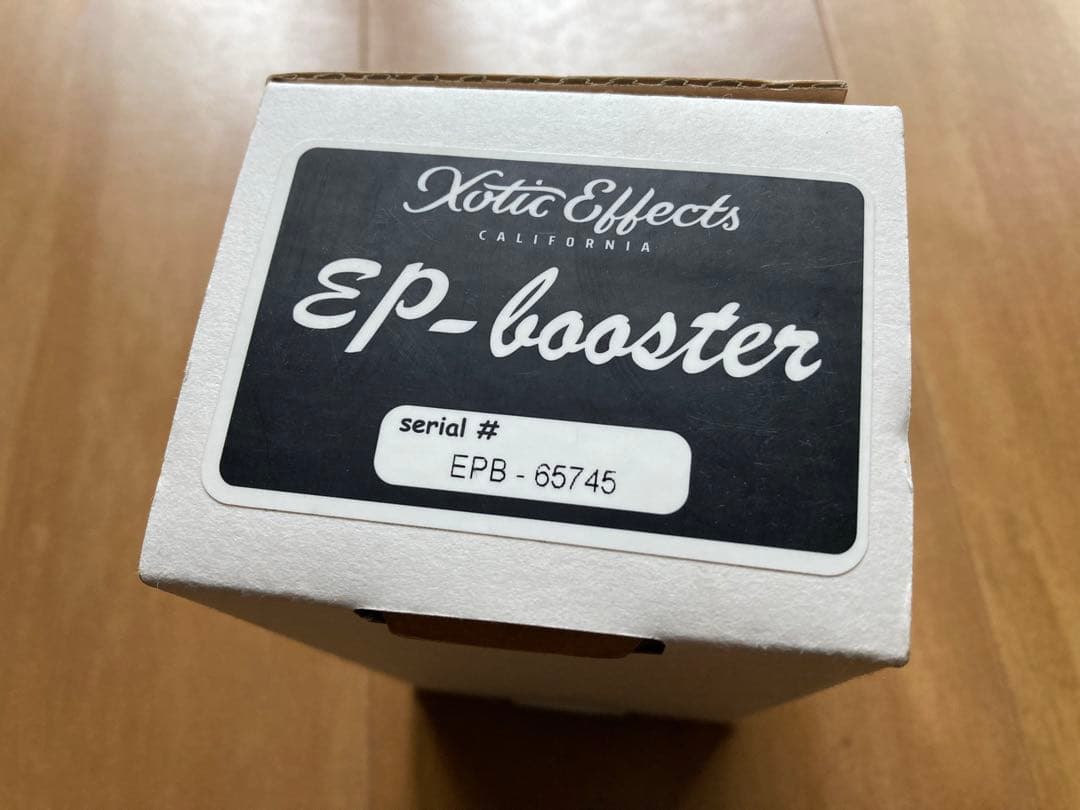 Xotic Effects
CALIFORNIA
EP-booster
serial #
EPB - 65745